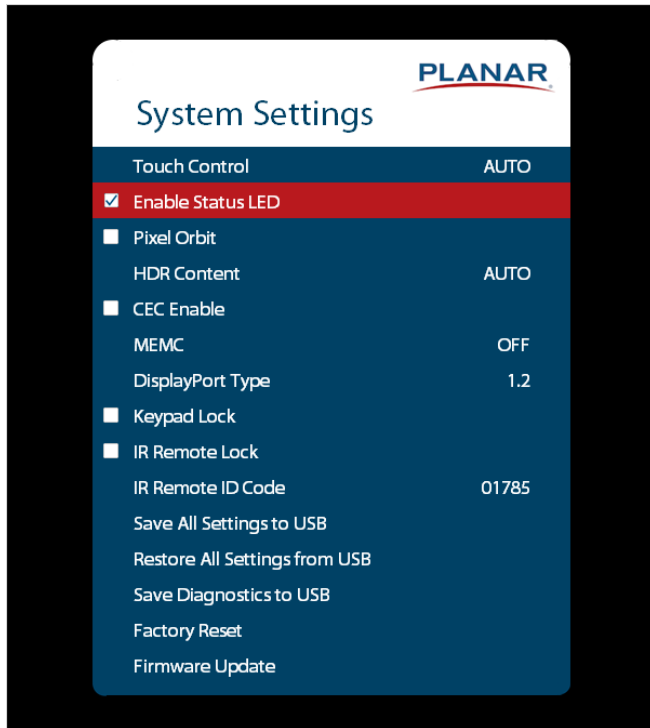 PLANAR
System Settings
Touch Control AUTO
Enable Status LED
Pixel Orbit
HDR Content AUTO
CEC Enable
MEMC OFF
DisplayPort Type 1.2
Keypad Lock
IR Remote Lock
IR Remote ID Code 01785
Save All Settings to USB
Restore All Settings from USB
Save Diagnostics to USB
Factory Reset
Firmware Update